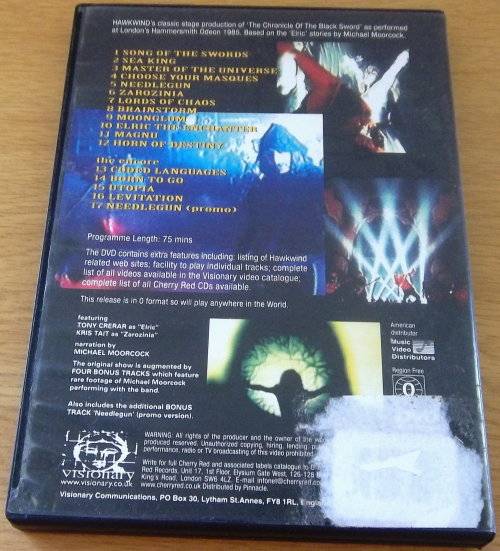 HAWKWIND's classic stage production of 'The Chronicle Of The Black Sword' as performed
at London's Hammersmith Odeon 1985. Based on the 'Elric' stories by Michael Moorcock.
1 SONG OF THE SWORDS
2 SEA KING
3 MASTER OF THE UNIVERSE
4 CHOOSE YOUR MASQUES
5 NEEDLEGUN
6 ZAROZINIA
7 LORDS OF CHAOS
8 BRAINSTORM
9 MOONGLUM
10 ELRIC THE ENCHANTER
11 MAGNU
12 HORN OF DESTINY
the encore
13 CODED LANGUAGES
14 BORN TO GO
15 UTOPIA
16 LEVITATION
17 NEEDLEGUN (promo)
Programme Length: 75 mins
The DVD contains extra features including: listing of Hawkwind
related web sites; facility to play individual tracks; complete
list of all videos available in the Visionary video catalogue;
complete list of all Cherry Red CDs available.
This release is in 0 format so will play anywhere in the World.
featuring
TONY CRERAR as "Elric"
KRIS TAIT as "Zarozinia"
narration by
MICHAEL MOORCOCK
The original show is augmented by
FOUR BONUS TRACKS which feature
rare footage of Michael Moorcock
performing with the band.
Also includes the additional BONUS
TRACK 'Needlegun' (promo version).
American
distributor
Music
Video
Distributors
Region Free
0
visionary
www.visionary.co.uk
WARNING: All rights of the producer and the owner of the
produced reserved. Unauthorized copying, hiring, lending,
performance, radio or TV broadcasting of this video prohibited
Write for full Cherry Red and associated labels catalogue to
Red Records, Unit 17, 1st Floor, Elysium Gate West, 126-128
King's Road, London SW6 4LZ. E-mail infonet@cherryred.co
www.cherryred.co.uk Distributed by Pinnacle.
Visionary Communications, PO Box 30, Lytham St.Annes, FY8 1RL,